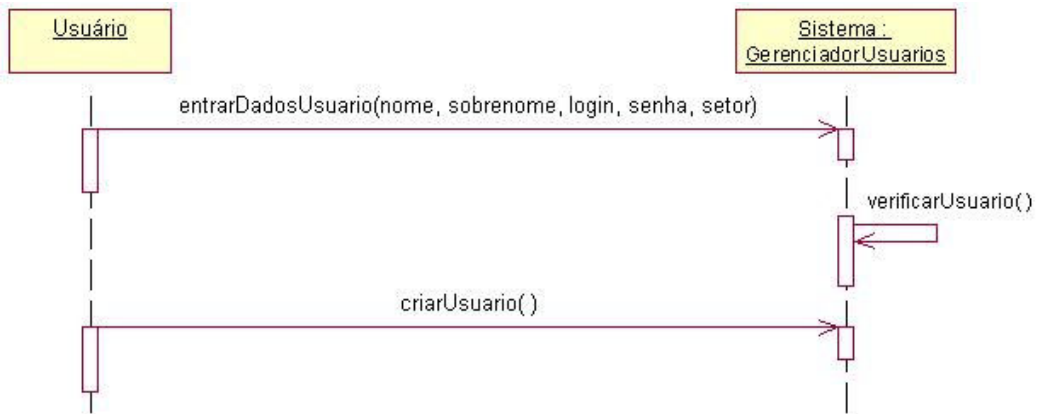 Usuário
Sistema :
GerenciadorUsuarios
entrarDadosUsuario(nome, sobrenome, login, senha, setor)
verificarUsuario()
criarUsuario()